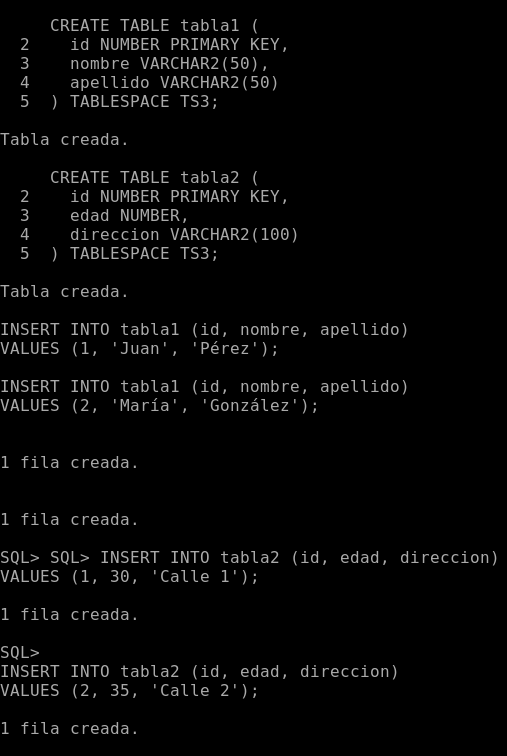 CREATE TABLE tabla1 (
2 id NUMBER PRIMARY KEY,
3 nombre VARCHAR2(50),
4 apellido VARCHAR2(50)
5 ) TABLESPACE TS3;
Tabla creada.
CREATE TABLE tabla2 (
2 id NUMBER PRIMARY KEY,
3 edad NUMBER,
4 direccion VARCHAR2(100)
5 ) TABLESPACE TS3;
Tabla creada.
INSERT INTO tabla1 (id, nombre, apellido)
VALUES (1, 'Juan', 'Pérez');
INSERT INTO tabla1 (id, nombre, apellido)
VALUES (2, 'María', 'González');
1 fila creada.
1 fila creada.
SQL> SQL> INSERT INTO tabla2 (id, edad, direccion)
VALUES (1, 30, 'Calle 1');
1 fila creada.
SQL>
INSERT INTO tabla2 (id, edad, direccion)
VALUES (2, 35, 'Calle 2');
1 fila creada.